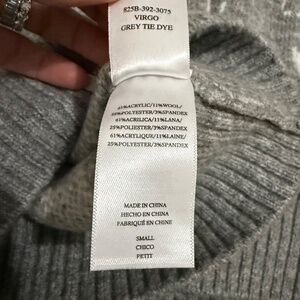 825B-392-3075
VIRGO
GREY TIE DYE
61%ACRYLIC/11%WOOL/
25%POLYESTER/3%SPANDEX
61%ACRILICA/11%LANA/
25%POLYESTER/3%SPANDEX
61%ACRYLIQUE/11%LAINE/
25%POLYESTER/3%SPANDEX
MADE IN CHINA
HECHO EN CHINA
FABRIQUÉ EN CHINE
SMALL
CHICO
PETIT